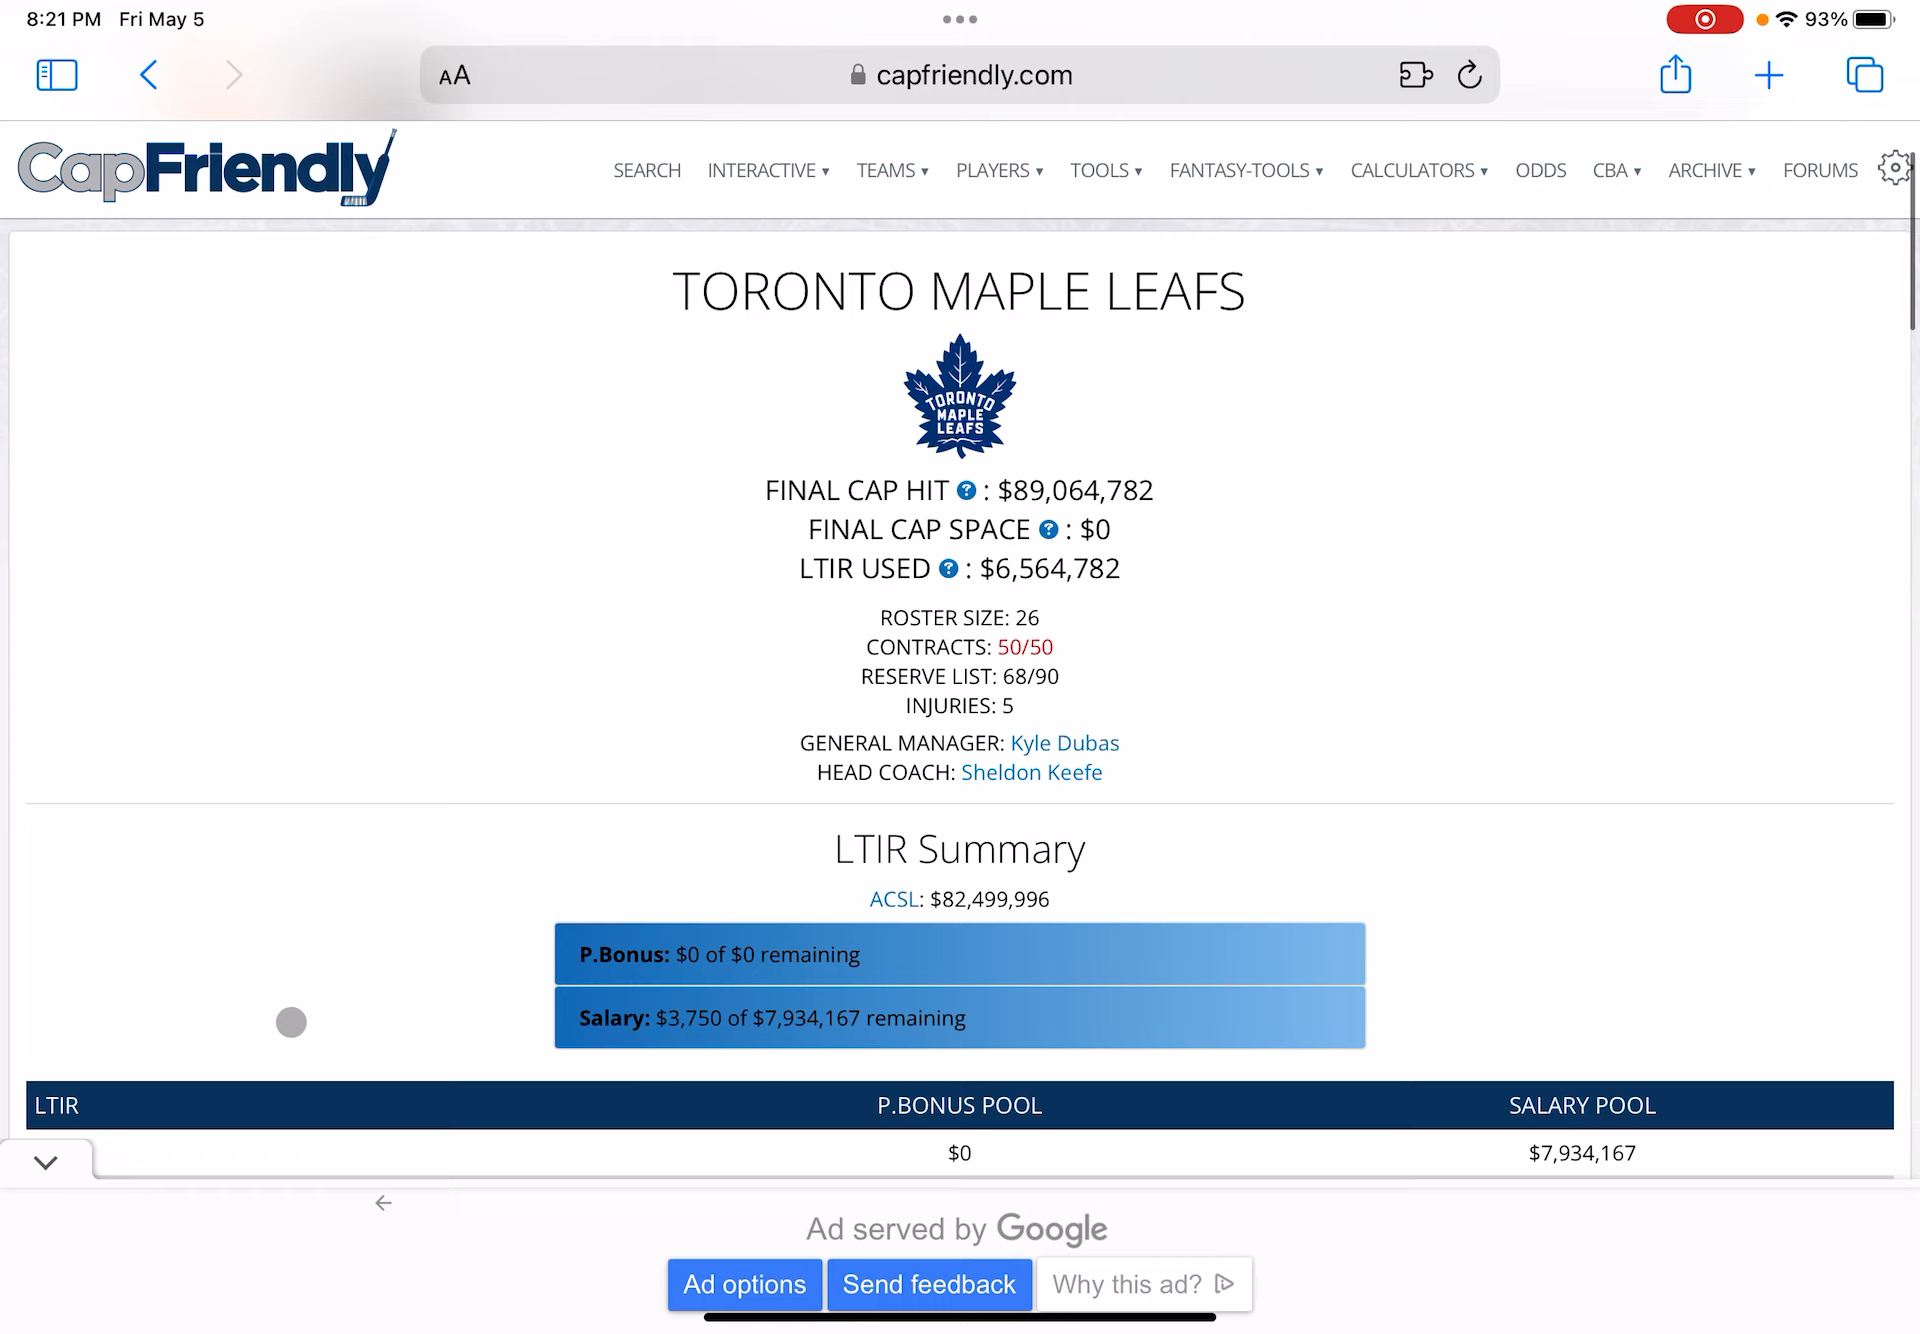 8:21 PM Fri May 5
93%
AA
capfriendly.com
CapFriendly
SEARCH INTERACTIVE ▾ TEAMS ▾ PLAYERS ▾ TOOLS ▾ FANTASY-TOOLS ▾ CALCULATORS ▾ ODDS CBA ▾ ARCHIVE ▾ FORUMS
TORONTO MAPLE LEAFS
TORONTO
MAPLE
LEAFS
FINAL CAP HIT ? : $89,064,782
FINAL CAP SPACE ? : $0
LTIR USED ? : $6,564,782
ROSTER SIZE: 26
CONTRACTS: 50/50
RESERVE LIST: 68/90
INJURIES: 5
GENERAL MANAGER: Kyle Dubas
HEAD COACH: Sheldon Keefe
LTIR Summary
ACSL: $82,499,996
P.Bonus: $0 of $0 remaining
Salary: $3,750 of $7,934,167 remaining
LTIR P.BONUS POOL SALARY POOL
$0 $7,934,167
Ad served by Google
Ad options Send feedback Why this ad?